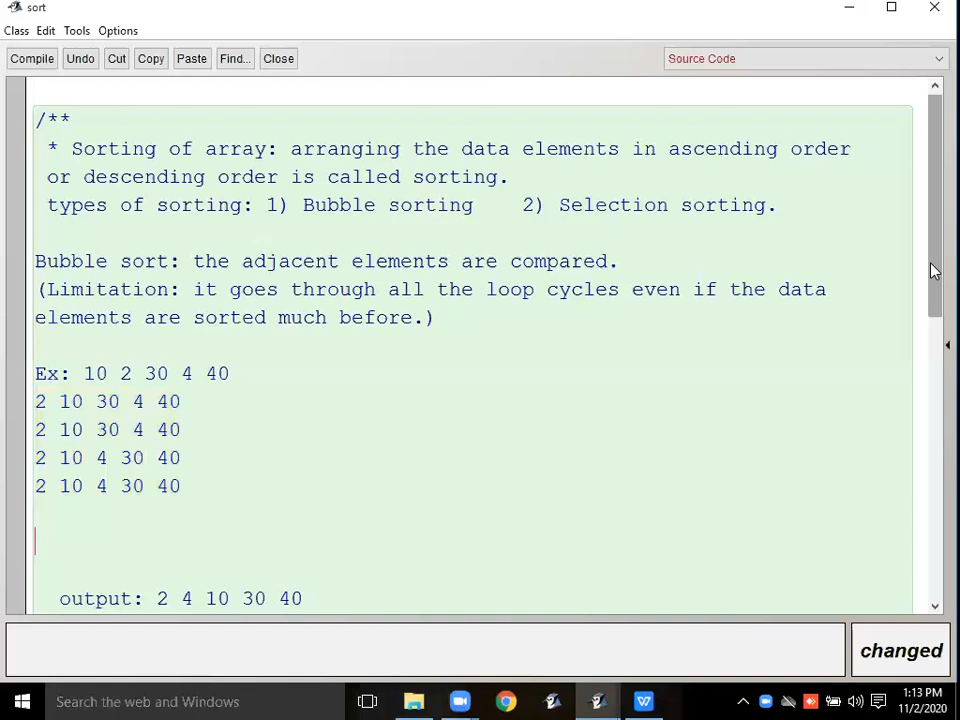 sort
Class Edit Tools Options
Compile Undo Cut Copy Paste Find... Close Source Code
/**
* Sorting of array: arranging the data elements in ascending order
or descending order is called sorting.
types of sorting: 1) Bubble sorting 2) Selection sorting.
Bubble sort: the adjacent elements are compared.
(Limitation: it goes through all the loop cycles even if the data
elements are sorted much before.)
Ex: 10 2 30 4 40
2 10 30 4 40
2 10 30 4 40
2 10 4 30 40
2 10 4 30 40
output: 2 4 10 30 40
changed
Search the web and Windows
1:13 PM
11/2/2020